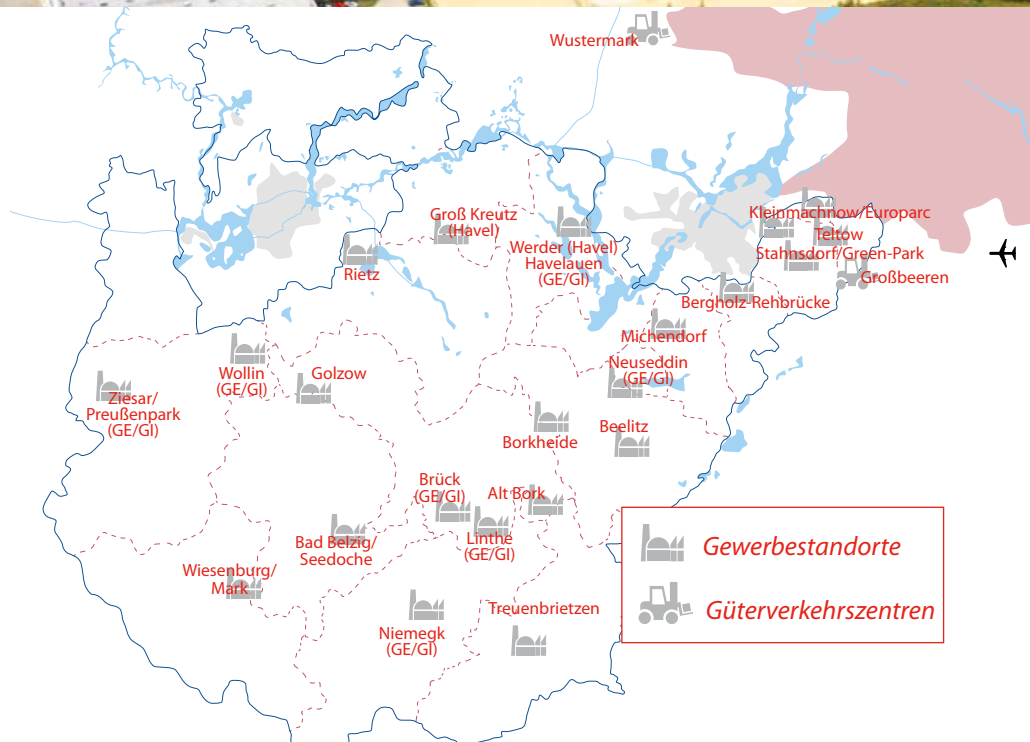 Wustermark
Groß Kreutz
(Havel)
Kleinmachnow/Europarc
Teltow
Werder (Havel)
Havelauen
(GE/GI)
Stahnsdorf/Green-Park
Rietz
Großbeeren
Bergholz-Rehbrücke
Michendorf
Neuseddin
(GE/GI)
Wollin
(GE/GI)
Golzow
Ziesar/
Preußenpark
(GE/GI)
Borkheide
Beelitz
Brück
(GE/GI)
Alt Bork
Linthe
(GE/GI)
Bad Belzig/
Seedoche
Wiesenburg/
Mark
Niemegk
(GE/GI)
Treuenbrietzen
Gewerbestandorte
Güterverkehrszentren